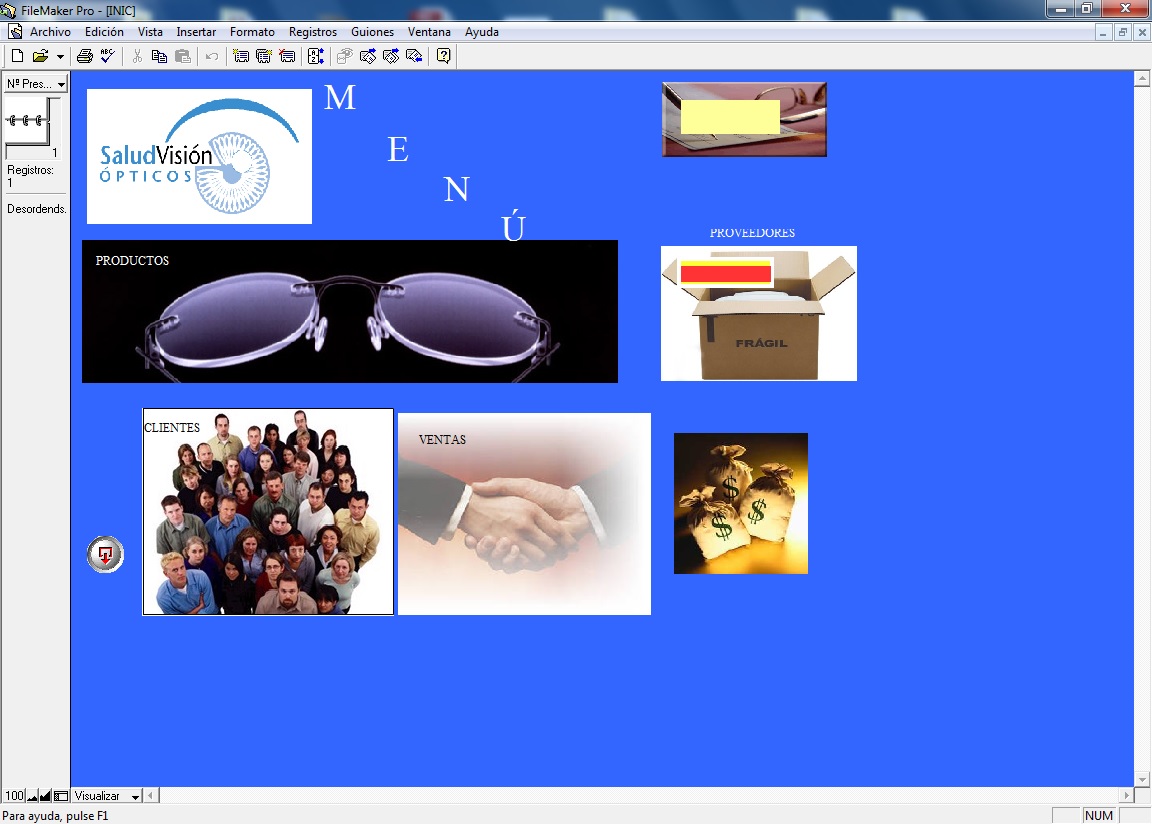 FileMaker Pro - [INIC]
Archivo Edición Vista Insertar Formato Registros Guiones Ventana Ayuda
Nº Pres...
1
Registros:
1
Desordends.
SaludVisión
ÓPTICOS
M
E
N
Ú
PRODUCTOS
PROVEEDORES
FRÁGIL
CLIENTES
VENTAS
$
$
$
100
Visualizar
Para ayuda, pulse F1
NUM